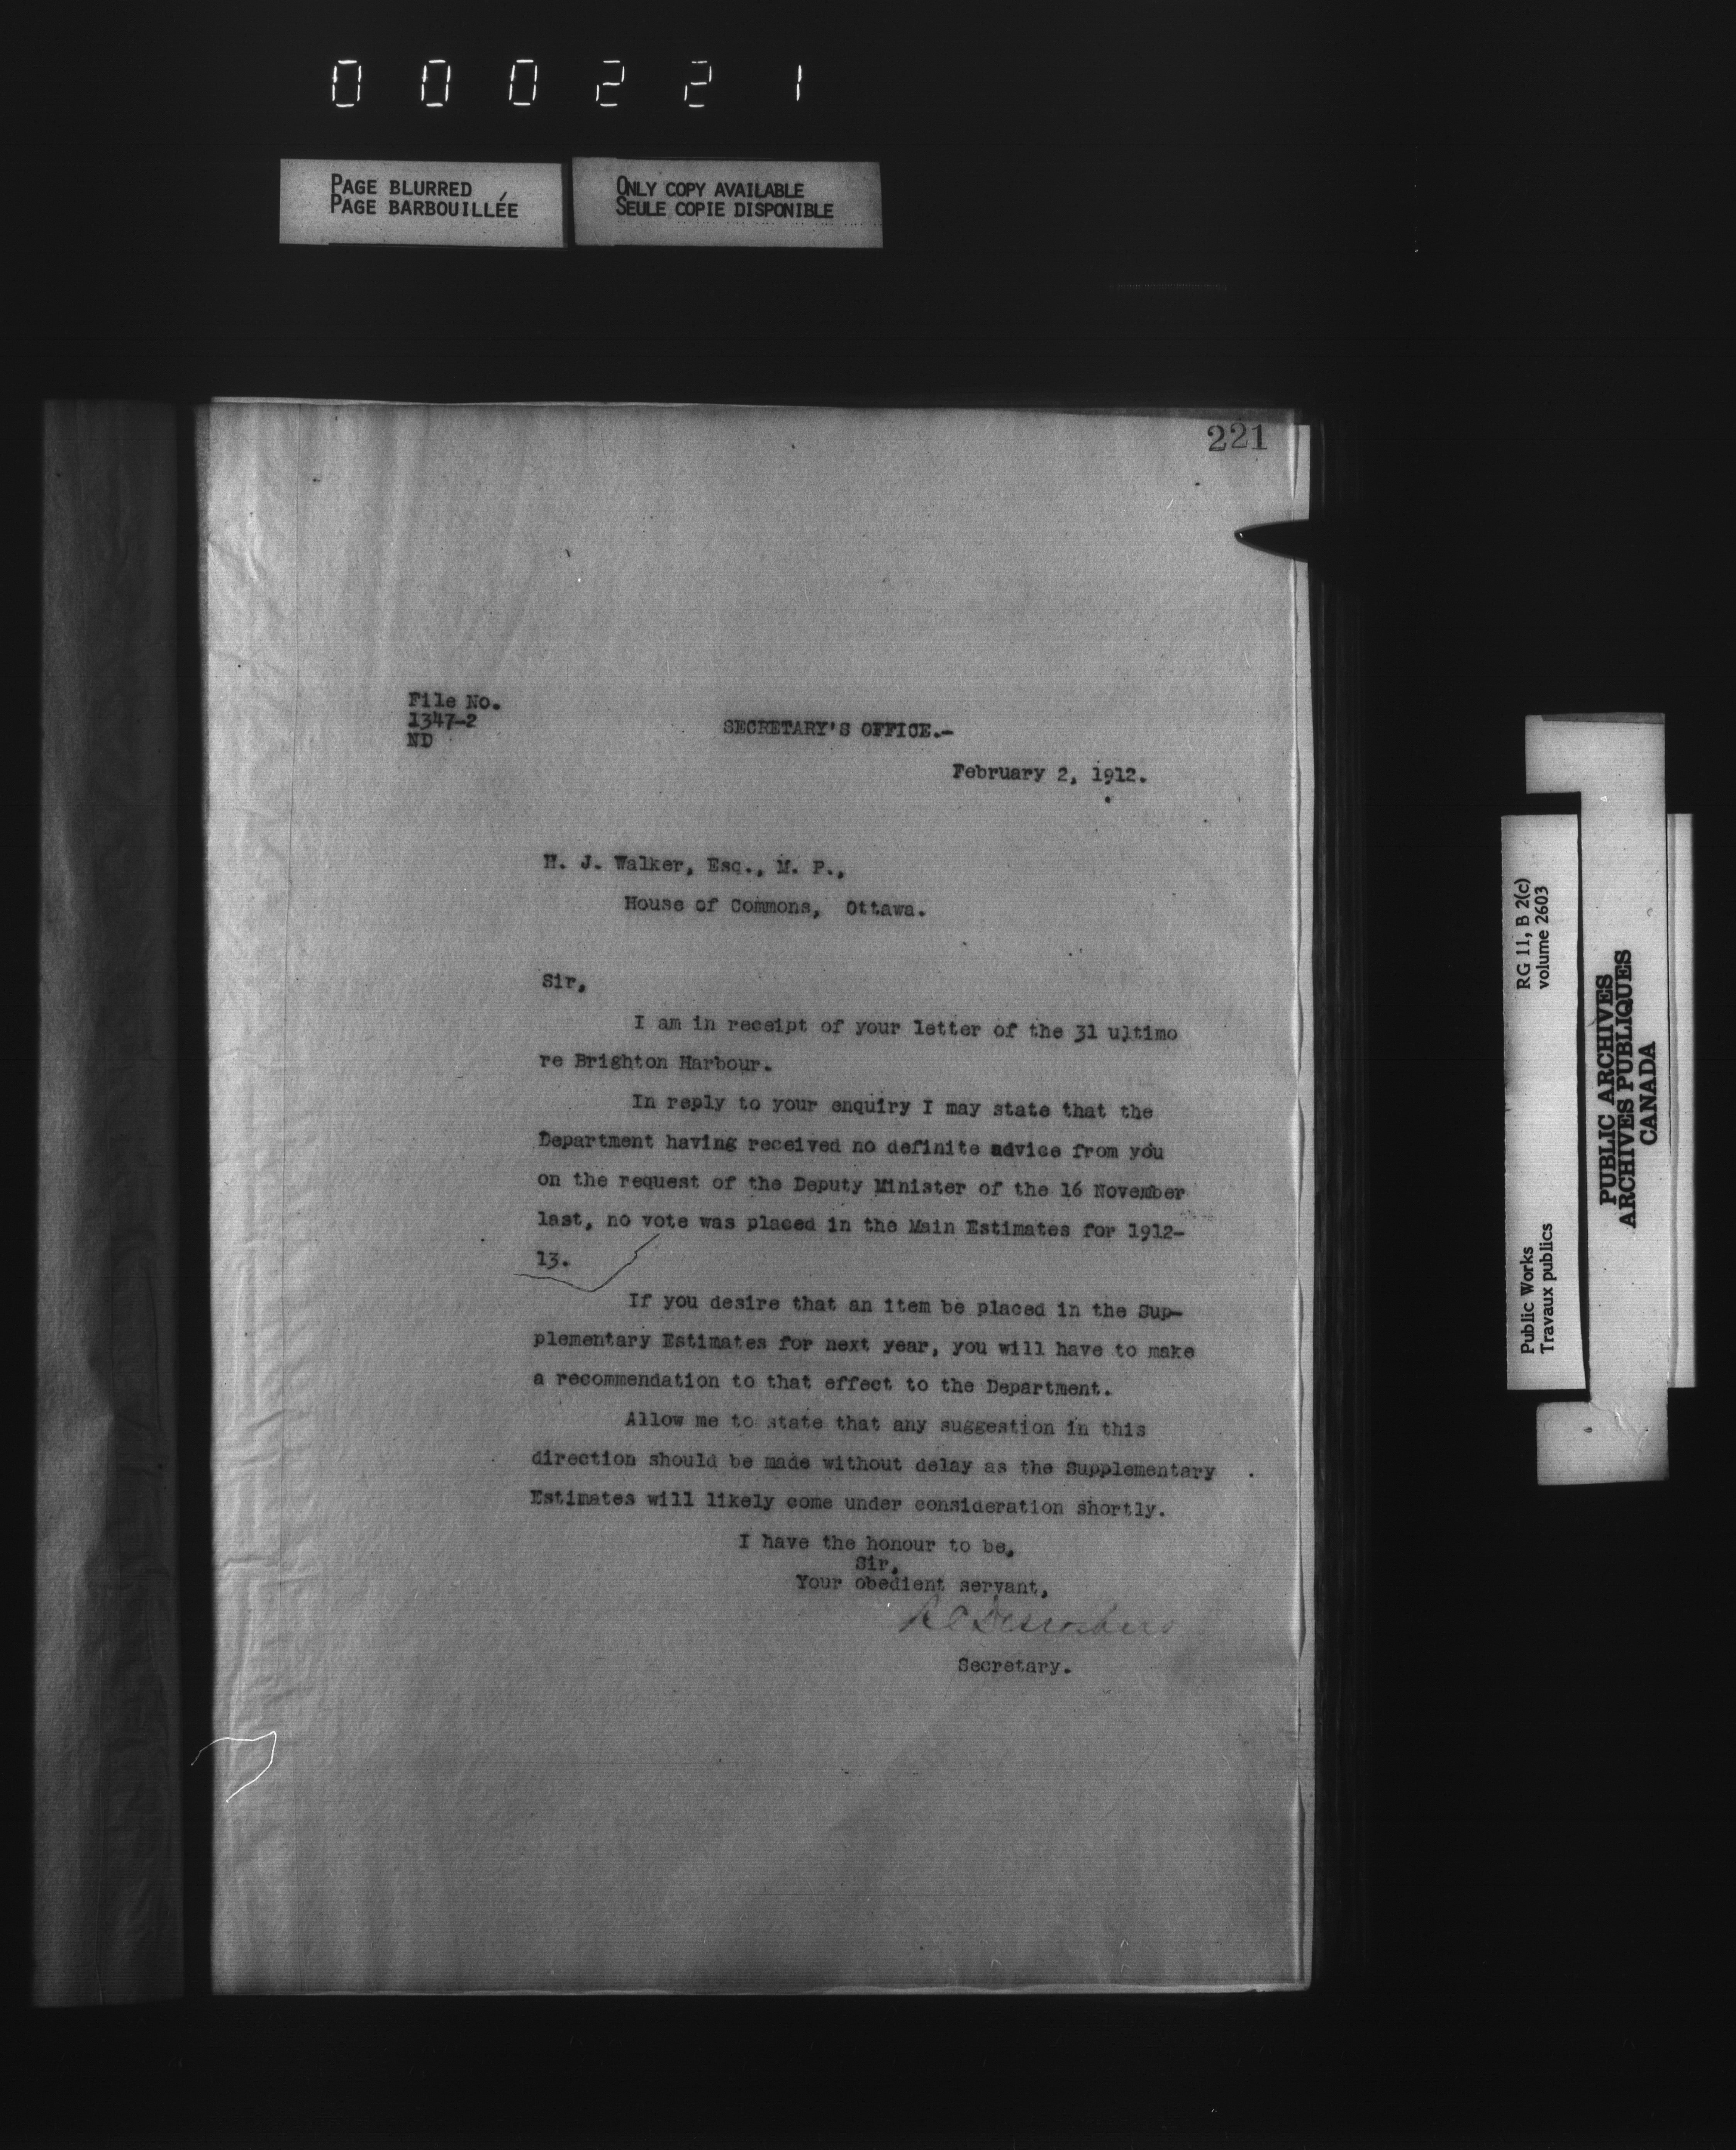 000221
PAGE BLURRED
PAGE BARBOUILLÉE
ONLY COPY AVAILABLE
SEULE COPIE DISPONIBLE
221
File No.
1347-2
ND
SECRETARY'S OFFICE.-
February 2, 1912.
H. J. Walker, Esq., M. P.,
House of Commons, Ottawa.
Sir,
I am in receipt of your letter of the 31 ultimo
re Brighton Harbour.
In reply to your enquiry I may state that the
Department having received no definite advice from you
on the request of the Deputy Minister of the 16 November
last, no vote was placed in the Main Estimates for 1912-
13.
If you desire that an item be placed in the Sup-
plementary Estimates for next year, you will have to make
a recommendation to that effect to the Department.
Allow me to state that any suggestion in this
direction should be made without delay as the Supplementary
Estimates will likely come under consideration shortly.
I have the honour to be,
Sir,
Your obedient servant,
Secretary.
RG 11, B 2(c)
volume 2603
Public Works
Travaux publics
PUBLIC ARCHIVES
ARCHIVES PUBLIQUES
CANADA